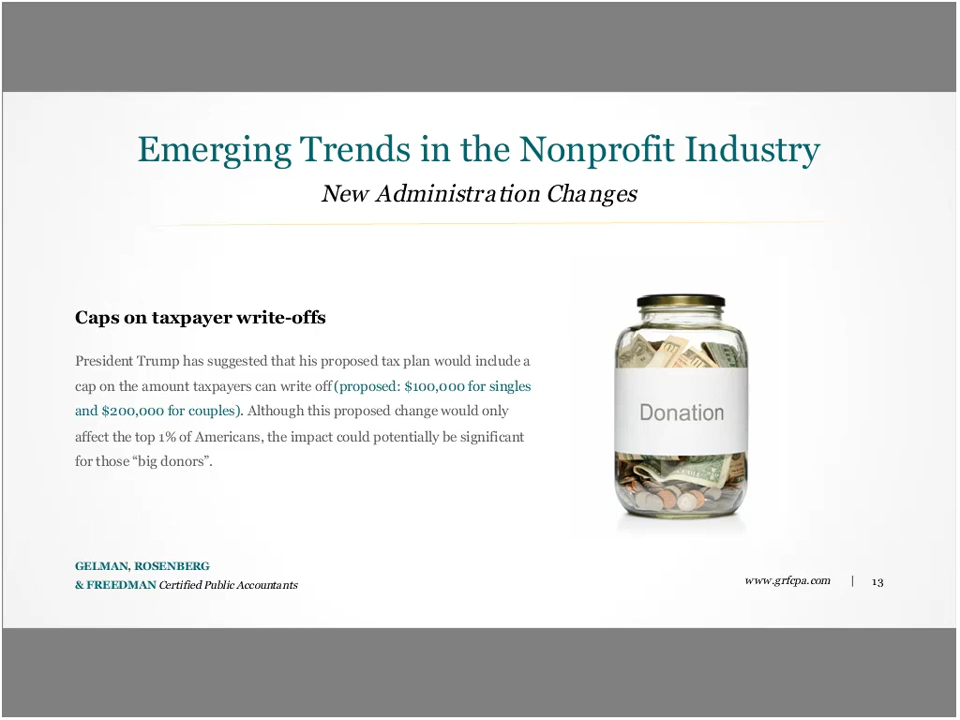 Emerging Trends in the Nonprofit Industry
New Administration Changes
Caps on taxpayer write-offs
President Trump has suggested that his proposed tax plan would include a
cap on the amount taxpayers can write off (proposed: $100,000 for singles
and $200,000 for couples). Although this proposed change would only
affect the top 1% of Americans, the impact could potentially be significant
for those “big donors”.
Donation
GELMAN, ROSENBERG
& FREEDMAN Certified Public Accountants
www.grfcpa.com | 13